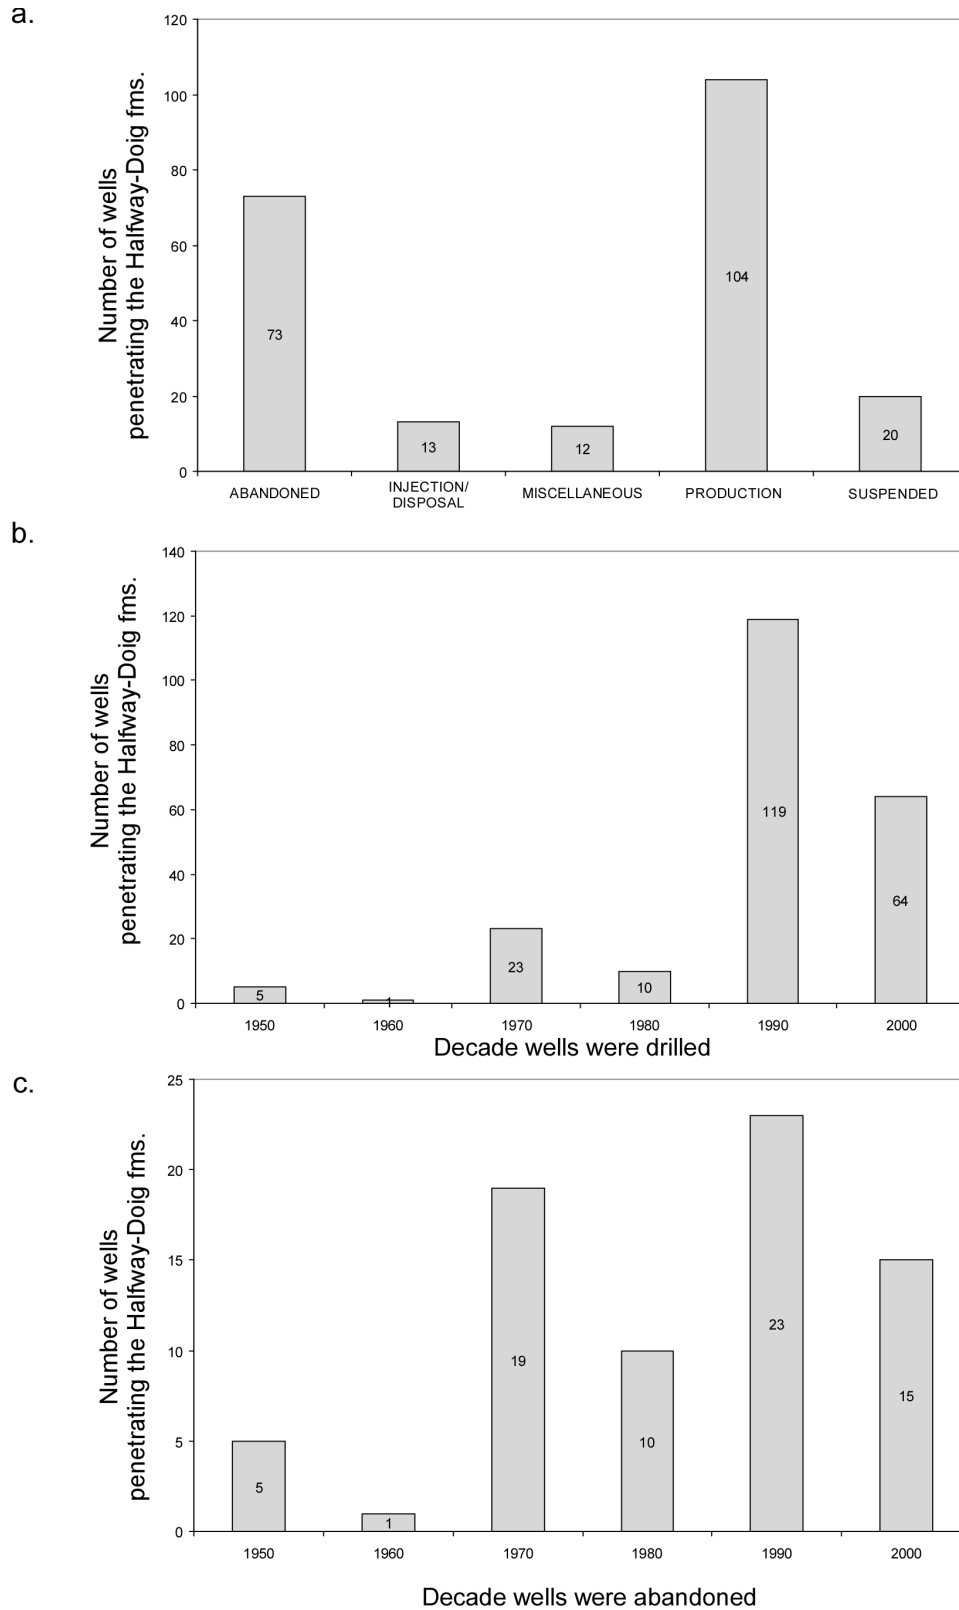 a.
Number of wells
penetrating the Halfway-Doig fms.
120
100
80
60
40
20
0
73
13
12
104
20
ABANDONED
INJECTION/
DISPOSAL
MISCELLANEOUS
PRODUCTION
SUSPENDED
b.
Number of wells
penetrating the Halfway-Doig fms.
140
120
100
80
60
40
20
0
5
1
23
10
119
64
1950
1960
1970
1980
1990
2000
Decade wells were drilled
c.
Number of wells
penetrating the Halfway-Doig fms.
25
20
15
10
5
0
5
1
19
10
23
15
1950
1960
1970
1980
1990
2000
Decade wells were abandoned